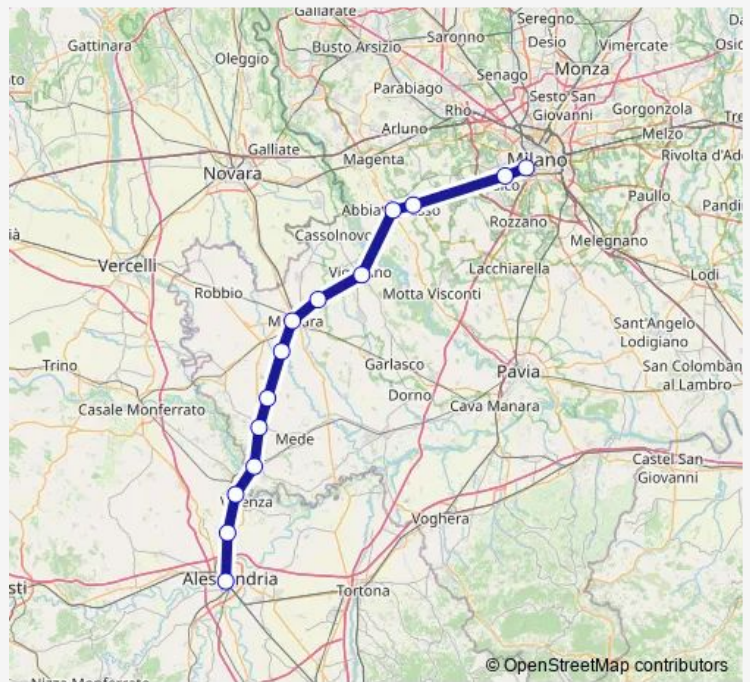 Gallarate
Seregno
Gattinara
Busto Arsizio
Saronno
Desio
Vimercate
Oleggio
Senago
Monza
Parabiago
Sesto San
Giovanni
Gorgonzola
Rho
Arluno
Melzo
Galliate
Magenta
Milano
Rivolta d'Ad
Novara
Paullo
Pandi
Rozzano
Cassolnovo
Melegnano
Vercelli
Lacchiarella
Lodi
Robbio
Motta Visconti
Sant'Angelo
Lodigiano
Trino
Garlasco
Pavia
San Colomban
al Lambro
Dorno
Casale Monferrato
Cava Manara
Mede
Castel San
Giovanni
Voghera
Tortona
© OpenStreetMap contributors